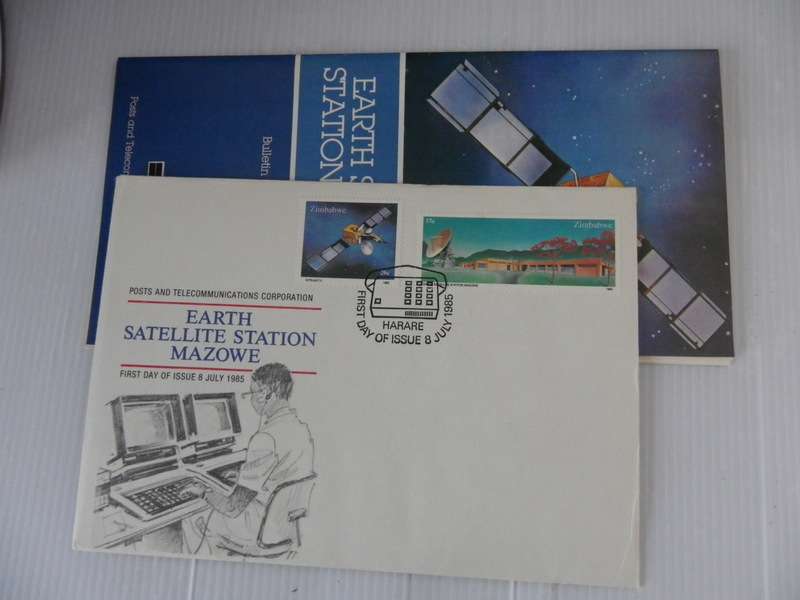 Posts and Telecom
Bulletin
EARTH S
STATION
Zimbabwe
Zimbabwe
POSTS AND TELECOMMUNICATIONS CORPORATION
EARTH
SATELLITE STATION
MAZOWE
FIRST DAY OF ISSUE 8 JULY 1985
HARARE
FIRST DAY OF ISSUE 8 JULY 1985